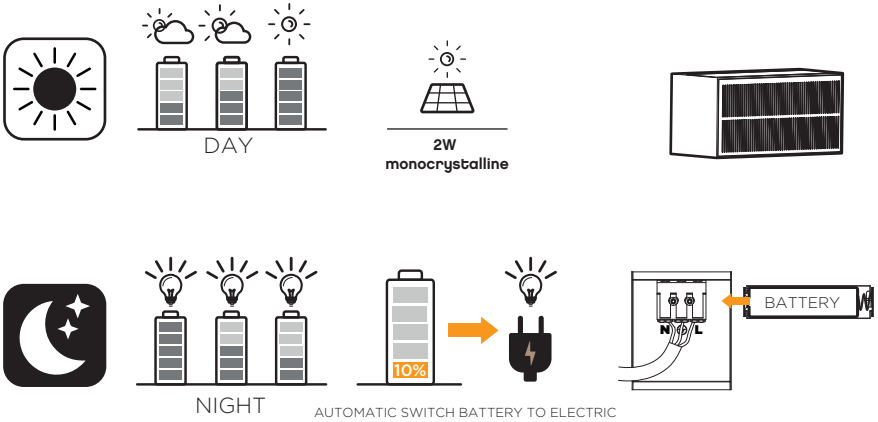 DAY
2W
monocrystalline
10%
BATTERY
N
L
NIGHT
AUTOMATIC SWITCH BATTERY TO ELECTRIC